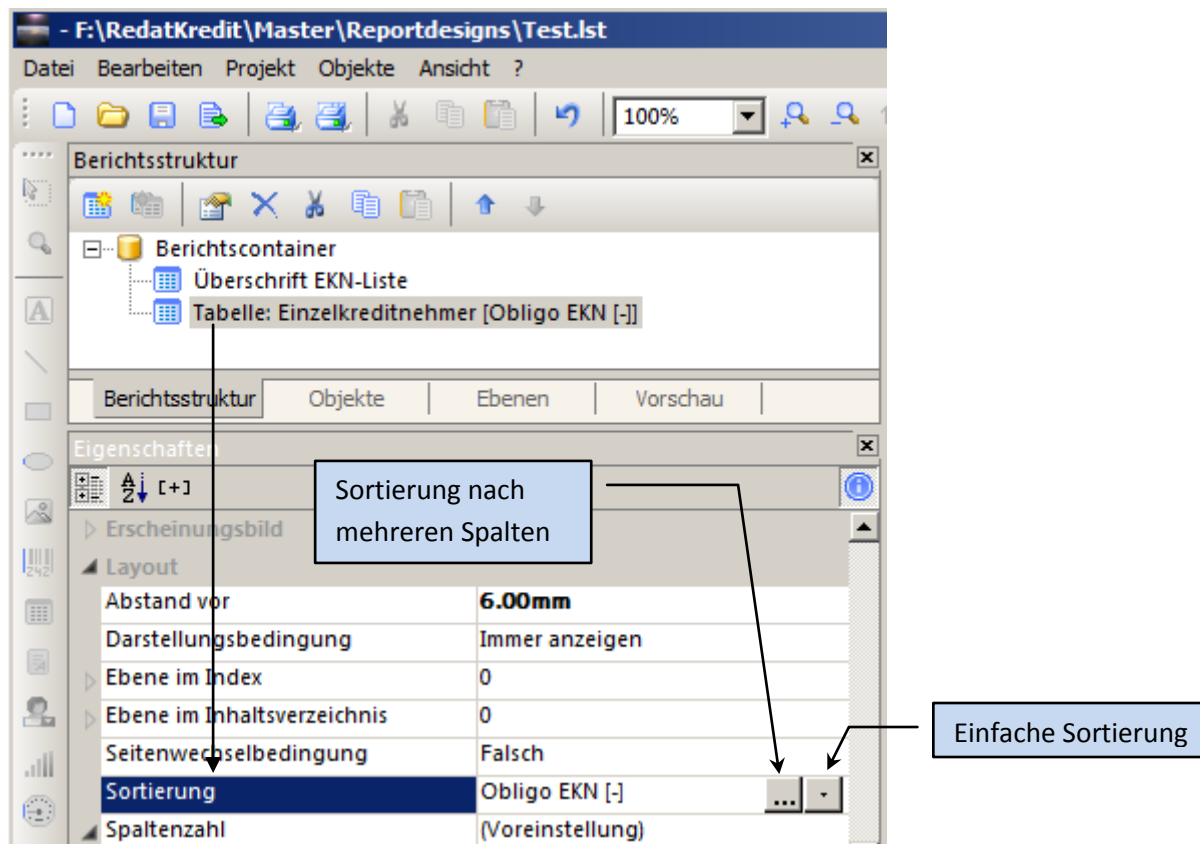 - F:\RedatKredit\Master\Reportdesigns\Test.lst
Datei Bearbeiten Projekt Objekte Ansicht ?
100%
Berichtsstruktur
Berichtscontainer
Überschrift EKN-Liste
Tabelle: Einzelkreditnehmer [Obligo EKN [-]]
Berichtsstruktur Objekte Ebenen Vorschau
Eigenschaften
A Z [+]
Sortierung nach
mehreren Spalten
Erscheinungsbild
Layout
Abstand vor 6.00mm
Darstellungsbedingung Immer anzeigen
Ebene im Index 0
Ebene im Inhaltsverzeichnis 0
Seitenwechselbedingung Falsch
Einfache Sortierung
Sortierung Obligo EKN [-] ...
Spaltenzahl (Voreinstellung)